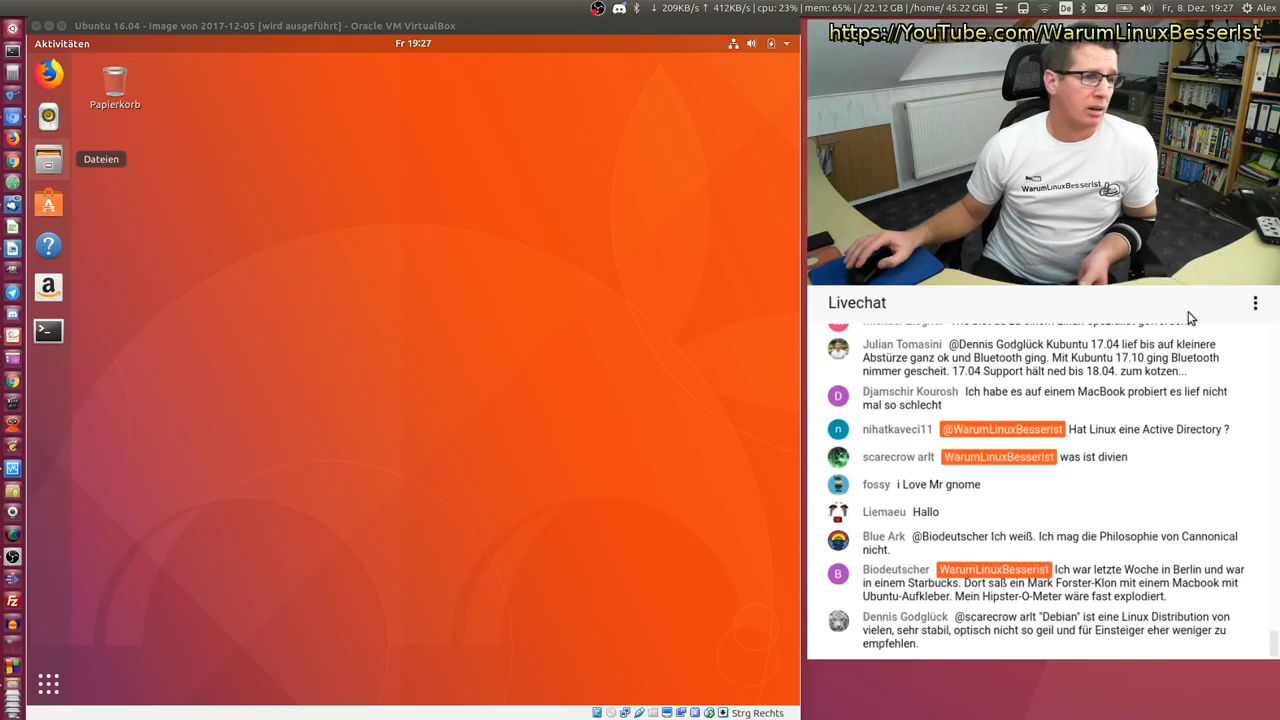 Ubuntu 16.04 - Image von 2017-12-05 [wird ausgeführt] - Oracle VM VirtualBox
209KB/s ↑ 412KB/s | cpu: 23% | mem: 65% | / 22.12 GB | /home/ 45.22 GB |
De
Fr, 8. Dez, 19:27
Alex
Aktivitäten
Fr 19:27
Papierkorb
Dateien
Strg Rechts
https://YouTube.com/WarumLinuxBesserIst
WarumLinuxBesserIst
Livechat
Julian Tomasini @Dennis Godglück Kubuntu 17.04 lief bis auf kleinere
Abstürze ganz ok und Bluetooth ging. Mit Kubuntu 17.10 ging Bluetooth
nimmer gescheit. 17.04 Support hält ned bis 18.04. zum kotzen...
Djamschir Kourosh Ich habe es auf einem MacBook probiert es lief nicht
mal so schlecht
nihatkaveci11 @WarumLinuxBesserIst Hat Linux eine Active Directory ?
scarecrow arlt WarumLinuxBesserIst was ist divien
fossy i Love Mr gnome
Liemaeu Hallo
Blue Ark @Biodeutscher Ich weiß. Ich mag die Philosophie von Cannonical
nicht.
Biodeutscher WarumLinuxBesserIst Ich war letzte Woche in Berlin und war
in einem Starbucks. Dort saß ein Mark Forster-Klon mit einem Macbook mit
Ubuntu-Aufkleber. Mein Hipster-O-Meter wäre fast explodiert.
Dennis Godglück @scarecrow arlt "Debian" ist eine Linux Distribution von
vielen, sehr stabil, optisch nicht so geil und für Einsteiger eher weniger zu
empfehlen.